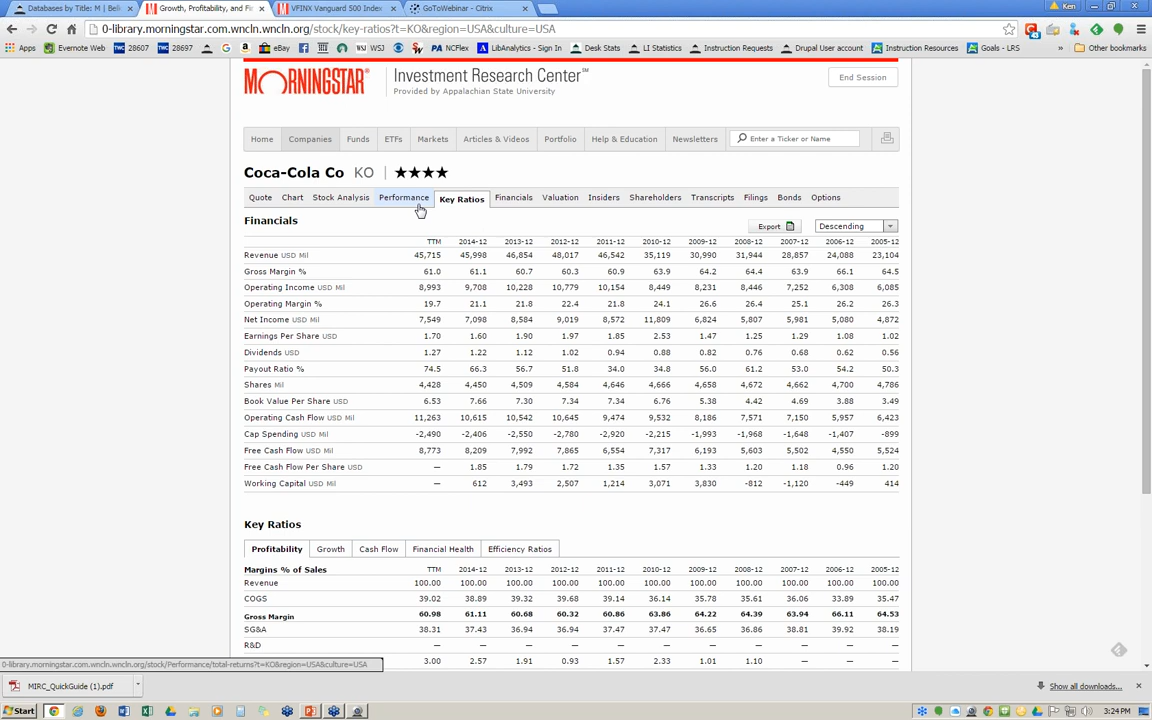 Databases by Title: M | Beli
Growth, Profitability, and Fi
VFINX Vanguard 500 Index
GoToWebinar - Citrix
Ken
0-library.morningstar.com.wncln.wncln.org/stock/key-ratios?t=KO&region=USA&culture=USA
Apps Evernote Web 28607 28697 eBay WSJ NCFlex LibAnalytics - Sign In Desk Stats LI Statistics Instruction Requests Drupal User account Instruction Resources Goals - LRS Other bookmarks
MORNINGSTAR® Investment Research Center℠
Provided by Appalachian State University
End Session
Home Companies Funds ETFs Markets Articles & Videos Portfolio Help & Education Newsletters Enter a Ticker or Name
Coca-Cola Co KO ★★★★
Quote Chart Stock Analysis Performance Key Ratios Financials Valuation Insiders Shareholders Transcripts Filings Bonds Options
Financials
Export Descending
TTM 2014-12 2013-12 2012-12 2011-12 2010-12 2009-12 2008-12 2007-12 2006-12 2005-12
Revenue USD Mil 45,715 45,998 46,854 48,017 46,542 35,119 30,990 31,944 28,857 24,088 23,104
Gross Margin % 61.0 61.1 60.7 60.3 60.9 63.9 64.2 64.4 63.9 66.1 64.5
Operating Income USD Mil 8,993 9,708 10,228 10,779 10,154 8,449 8,231 8,446 7,252 6,308 6,085
Operating Margin % 19.7 21.1 21.8 22.4 21.8 24.1 26.6 26.4 25.1 26.2 26.3
Net Income USD Mil 7,549 7,098 8,584 9,019 8,572 11,809 6,824 5,807 5,981 5,080 4,872
Earnings Per Share USD 1.70 1.60 1.90 1.97 1.85 2.53 1.47 1.25 1.29 1.08 1.02
Dividends USD 1.27 1.22 1.12 1.02 0.94 0.88 0.82 0.76 0.68 0.62 0.56
Payout Ratio % 74.5 66.3 56.7 51.8 34.0 34.8 56.0 61.2 53.0 54.2 50.3
Shares Mil 4,428 4,450 4,509 4,584 4,646 4,666 4,658 4,672 4,662 4,700 4,786
Book Value Per Share USD 6.53 7.66 7.30 7.34 7.34 6.76 5.38 4.42 4.69 3.88 3.49
Operating Cash Flow USD Mil 11,263 10,615 10,542 10,645 9,474 9,532 8,186 7,571 7,150 5,957 6,423
Cap Spending USD Mil -2,490 -2,406 -2,550 -2,780 -2,920 -2,215 -1,993 -1,968 -1,648 -1,407 -899
Free Cash Flow USD Mil 8,773 8,209 7,992 7,865 6,554 7,317 6,193 5,603 5,502 4,550 5,524
Free Cash Flow Per Share USD — 1.85 1.79 1.72 1.35 1.57 1.33 1.20 1.18 0.96 1.20
Working Capital USD Mil — 612 3,493 2,507 1,214 3,071 3,830 -812 -1,120 -449 414
Key Ratios
Profitability Growth Cash Flow Financial Health Efficiency Ratios
Margins % of Sales TTM 2014-12 2013-12 2012-12 2011-12 2010-12 2009-12 2008-12 2007-12 2006-12 2005-12
Revenue 100.00 100.00 100.00 100.00 100.00 100.00 100.00 100.00 100.00 100.00 100.00
COGS 39.02 38.89 39.32 39.68 39.14 36.14 35.78 35.61 36.06 33.89 35.47
Gross Margin 60.98 61.11 60.68 60.32 60.86 63.86 64.22 64.39 63.94 66.11 64.53
SG&A 38.31 37.43 36.94 36.94 37.47 37.47 36.65 36.86 38.81 39.92 38.19
R&D — — — — — — — — — — —
3.00 2.57 1.91 0.93 1.57 2.33 1.01 1.10 — — —
0-library.morningstar.com.wncln.wncln.org/stock/Performance/total-returns?t=KO&region=USA&culture=USA
MIRC_QuickGuide (1).pdf
Show all downloads...
Start
3:24 PM